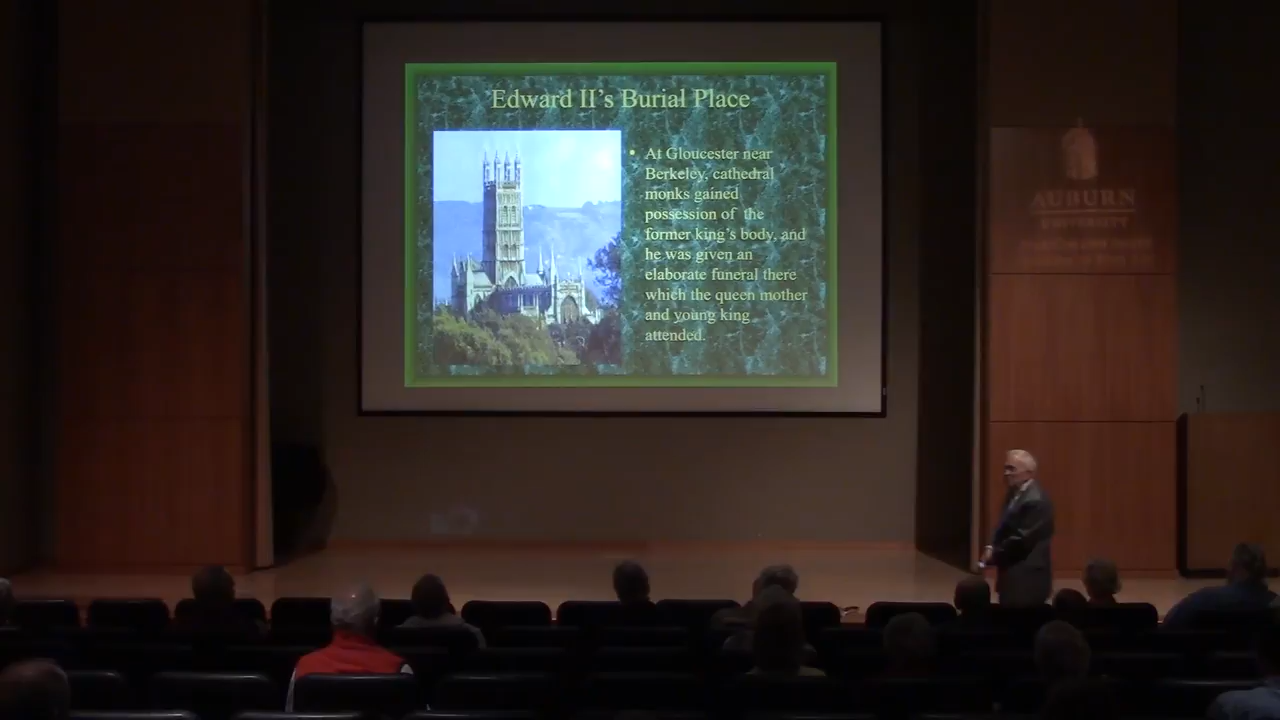 Edward II's Burial Place
• At Gloucester near
Berkeley, cathedral
monks gained
possession of the
former king's body, and
he was given an
elaborate funeral there
which the queen mother
and young king
attended.
AUBURN
UNIVERSITY